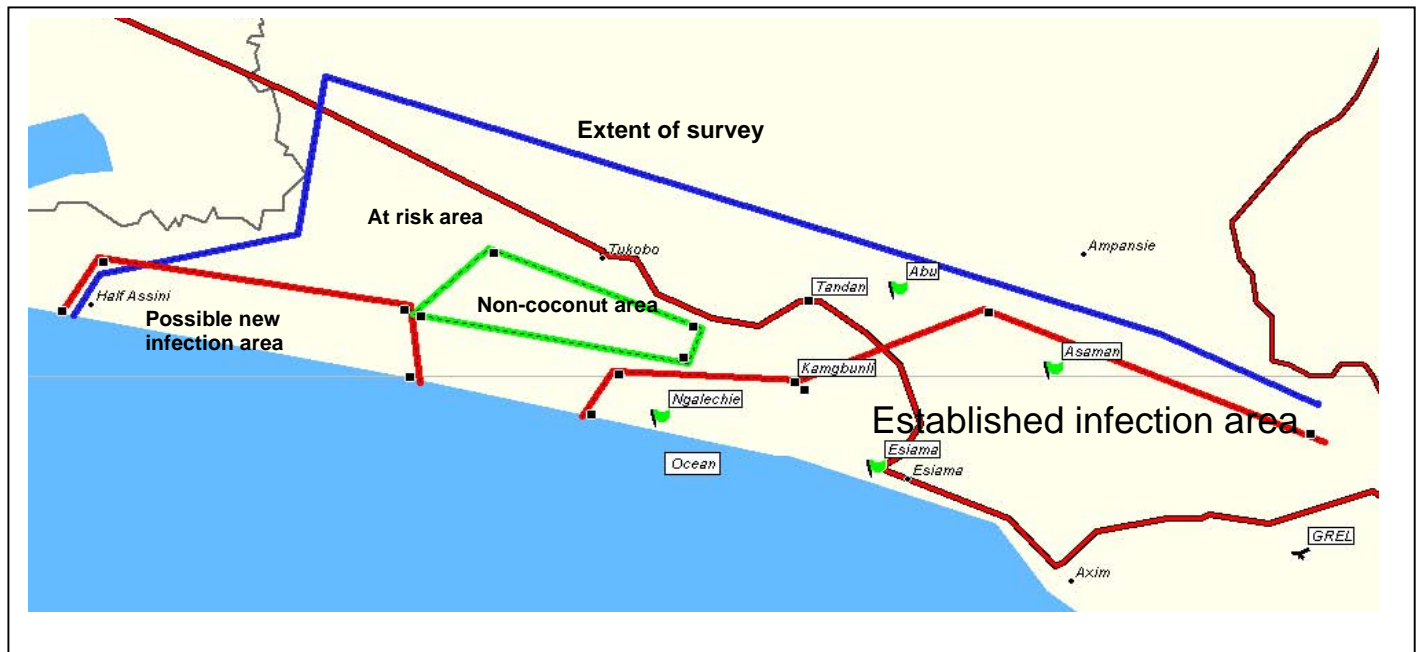 Extent of survey
At risk area
Tukobo
Ampansie
Abu
Tandan
Half Assini
Non-coconut area
Possible new
infection area
Asaman
Kamgbunli
Ngalechie
Established infection area
Ocean
Esiama
Esiama
GREL
Axim